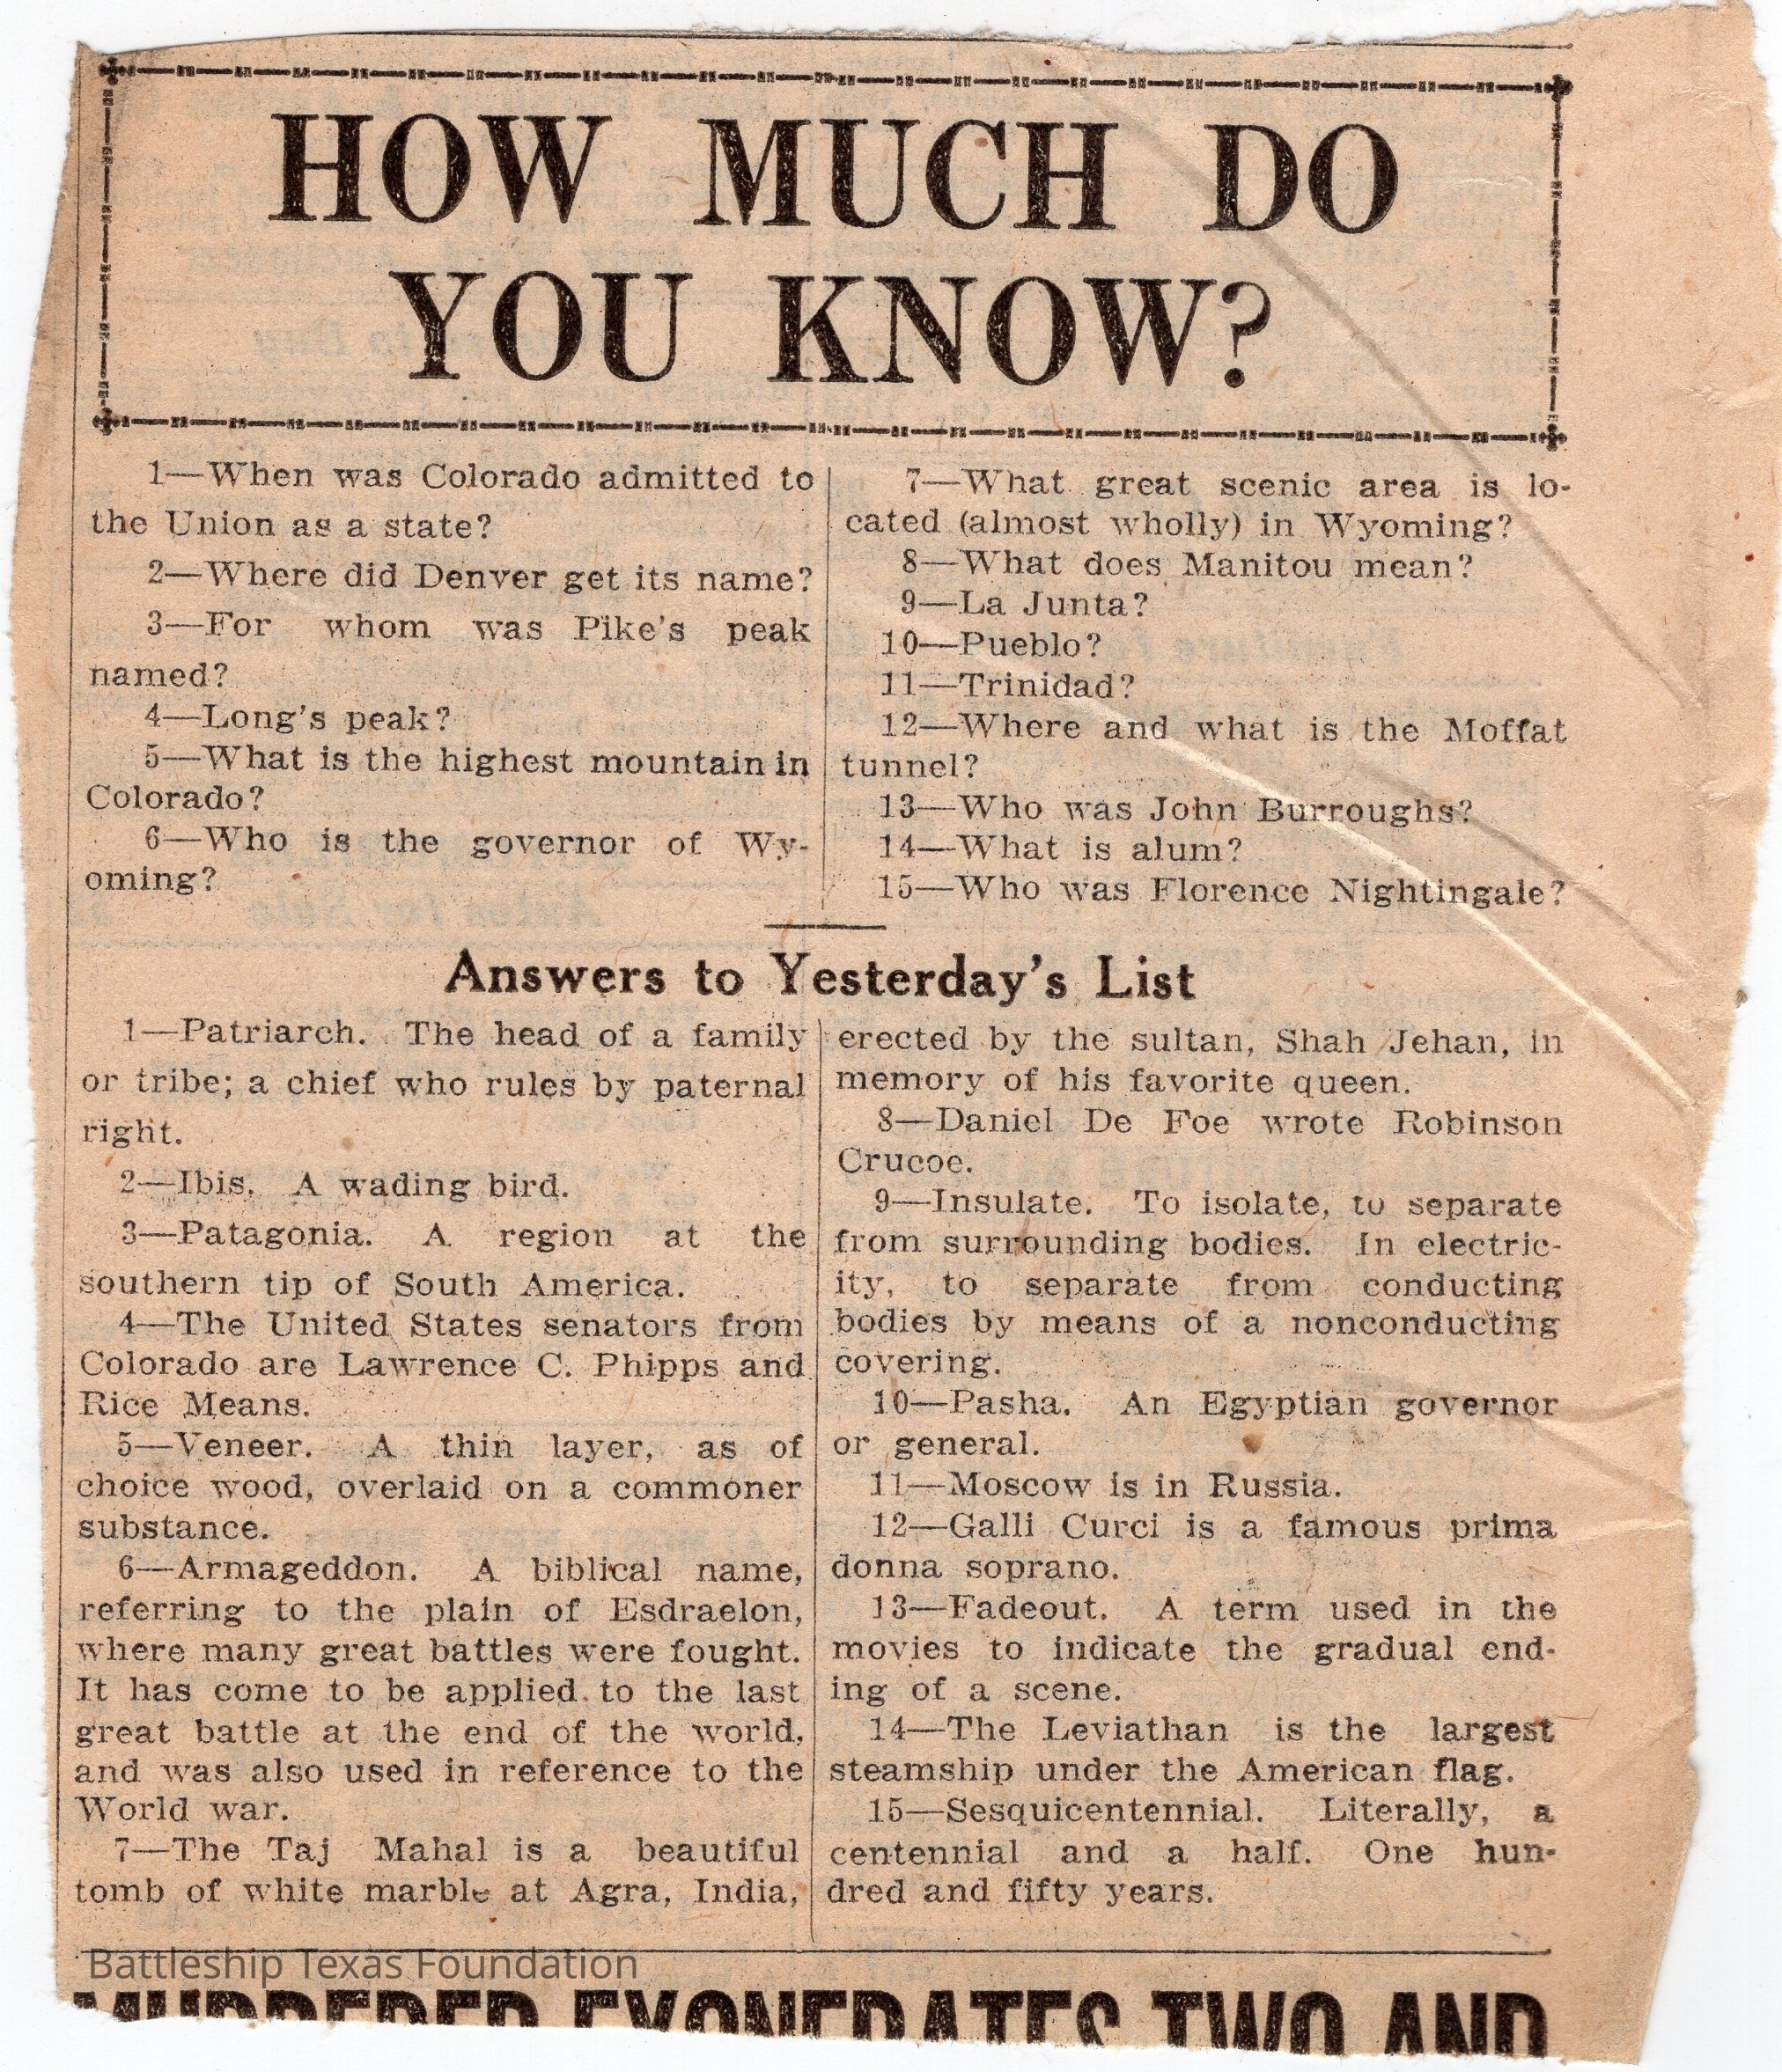 HOW MUCH DO
YOU KNOW?
1—When was Colorado admitted to
the Union as a state?
2—Where did Denver get its name?
3—For whom was Pike's peak
named?
4—Long's peak?
5—What is the highest mountain in
Colorado?
6—Who is the governor of Wy-
oming?
7—What great scenic area is lo-
cated (almost wholly) in Wyoming?
8—What does Manitou mean?
9—La Junta?
10—Pueblo?
11—Trinidad?
12—Where and what is the Moffat
tunnel?
13—Who was John Burroughs?
14—What is alum?
15—Who was Florence Nightingale?
Answers to Yesterday's List
1—Patriarch. The head of a family
or tribe; a chief who rules by paternal
right.
2—Ibis. A wading bird.
3—Patagonia. A region at the
southern tip of South America.
4—The United States senators from
Colorado are Lawrence C. Phipps and
Rice Means.
5—Veneer. A thin layer, as of
choice wood, overlaid on a commoner
substance.
6—Armageddon. A biblical name,
referring to the plain of Esdraelon,
where many great battles were fought.
It has come to be applied to the last
great battle at the end of the world,
and was also used in reference to the
World war.
7—The Taj Mahal is a beautiful
tomb of white marble at Agra, India,
erected by the sultan, Shah Jehan, in
memory of his favorite queen.
8—Daniel De Foe wrote Robinson
Crucoe.
9—Insulate. To isolate, to separate
from surrounding bodies. In electric-
ity, to separate from conducting
bodies by means of a nonconducting
covering.
10—Pasha. An Egyptian governor
or general.
11—Moscow is in Russia.
12—Galli Curci is a famous prima
donna soprano.
13—Fadeout. A term used in the
movies to indicate the gradual end-
ing of a scene.
14—The Leviathan is the largest
steamship under the American flag.
15—Sesquicentennial. Literally, a
centennial and a half. One hun-
dred and fifty years.
Battleship Texas Foundation
MURDERER EXONERATES TWO AND